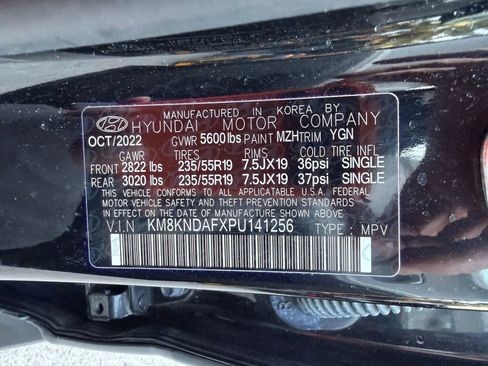 MANUFACTURED IN KOREA BY
HYUNDAI MOTOR COMPANY
OCT/2022 GVWR 5600lbs PAINT MZH TRIM YGN
GAWR TIRES RIMS COLD TIRE INFL.
FRONT 2822 lbs 235/55R19 7.5JX19 36psi SINGLE
REAR 3020 lbs 235/55R19 7.5JX19 37psi SINGLE
THIS VEHICLE CONFORMS TO ALL APPLICABLE U.S.A. FEDERAL
MOTOR VEHICLE SAFETY AND THEFT PREVENTION STANDARDS
IN EFFECT ON THE DATE OF MANUFACTURE SHOWN ABOVE.
V.I.N KM8KNDAFXPU141256 TYPE : MPV